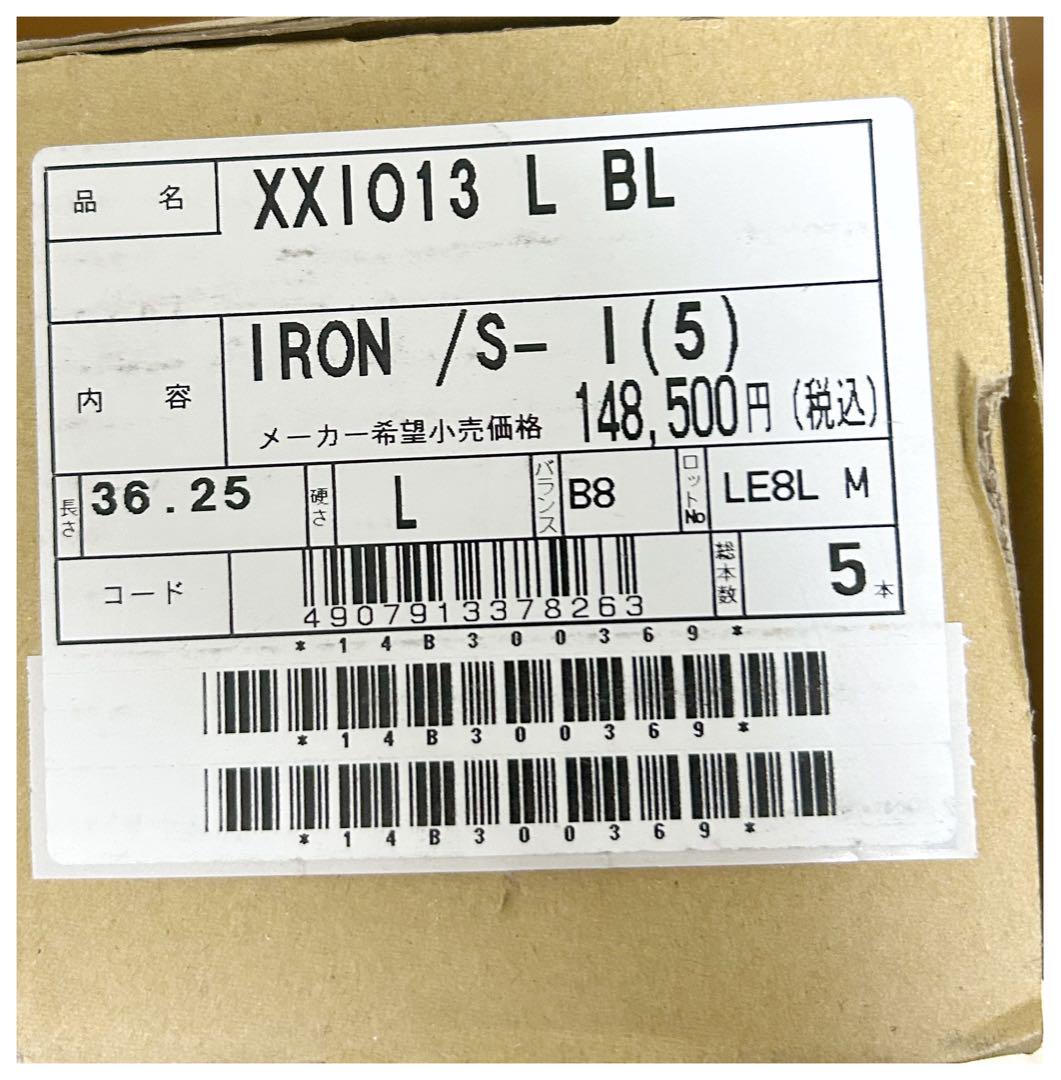 品名 XXIO13 L BL
内容 IRON /S- I(5)
メーカー希望小売価格 148,500円(税込)
長さ 36.25 硬さ L バランス B8 ロットNo LE8L M
コード 4907913378263 総本数 5本
*14B300369*
*14B300369*
*14B300369*